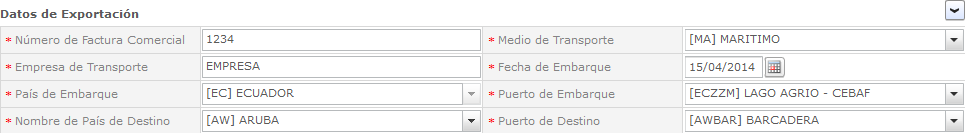 Datos de Exportación
* Número de Factura Comercial 1234 * Medio de Transporte [MA] MARITIMO
* Empresa de Transporte EMPRESA * Fecha de Embarque 15/04/2014
* País de Embarque [EC] ECUADOR * Puerto de Embarque [ECZZM] LAGO AGRIO - CEBAF
* Nombre de País de Destino [AW] ARUBA * Puerto de Destino [AWBAR] BARCADERA